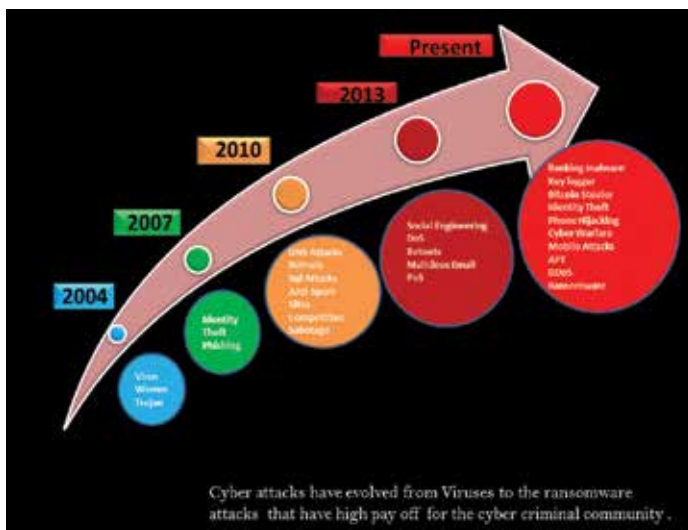 Present
2013
2010
2007
2004
Banking malware
Key logger
Bitcoin Stealer
Identity Theft
Phone Hijacking
Cyber Warfare
Mobile Attacks
APT
DDoS
Ransomware
Social Engineering
DoS
Botnets
Malicious Email
PoS
DNS Attacks
Botnets
Sql Attacks
Anti Spam
Sites
Competition
Sabotage
Identity
Theft
Phishing
Virus
Worms
Trojan
Cyber attacks have evolved from Viruses to the ransomware
attacks that have high pay off for the cyber criminal community .